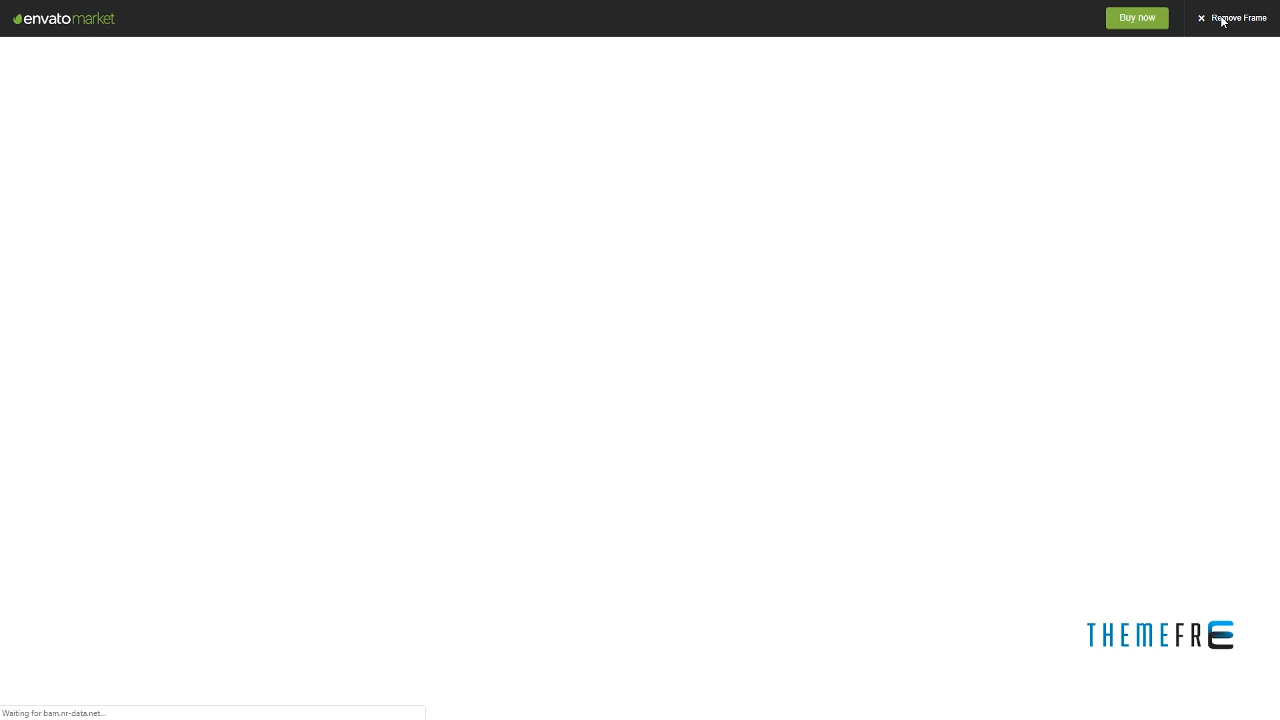 envatomarket
Buy now
× Remove Frame
THEMEFRE
Waiting for bam.nr-data.net...